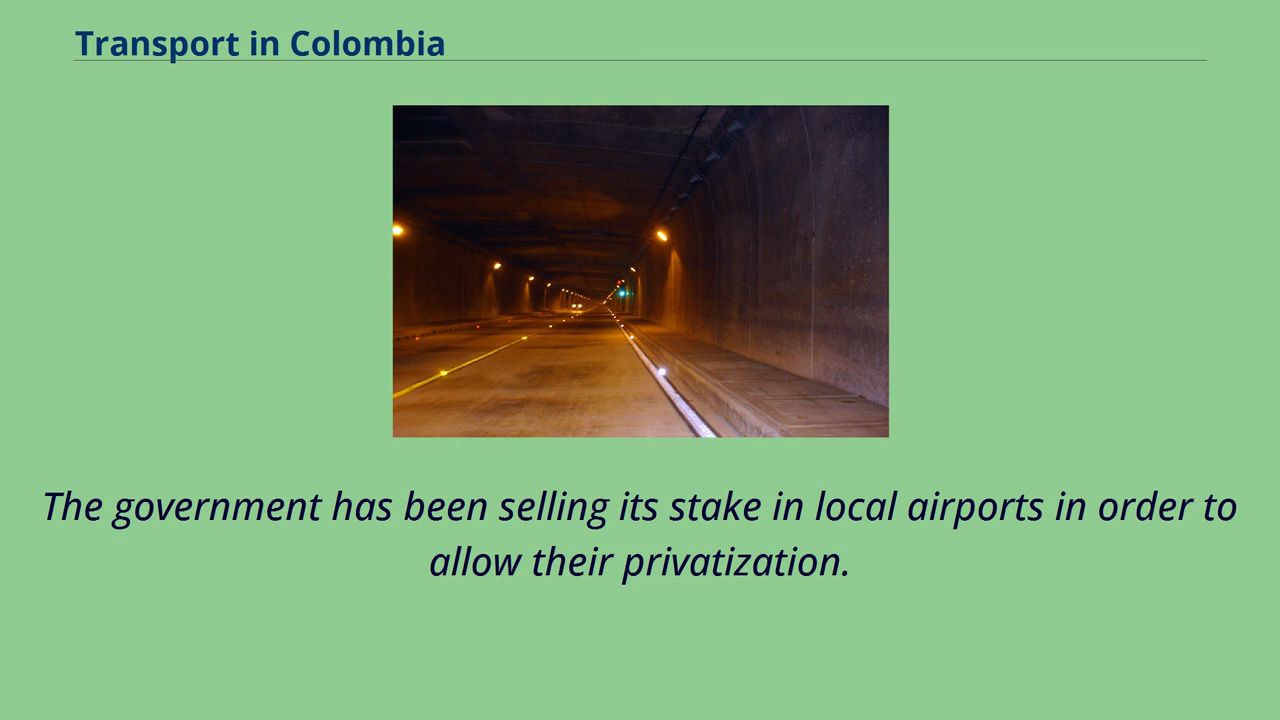 Transport in Colombia
The government has been selling its stake in local airports in order to
allow their privatization.